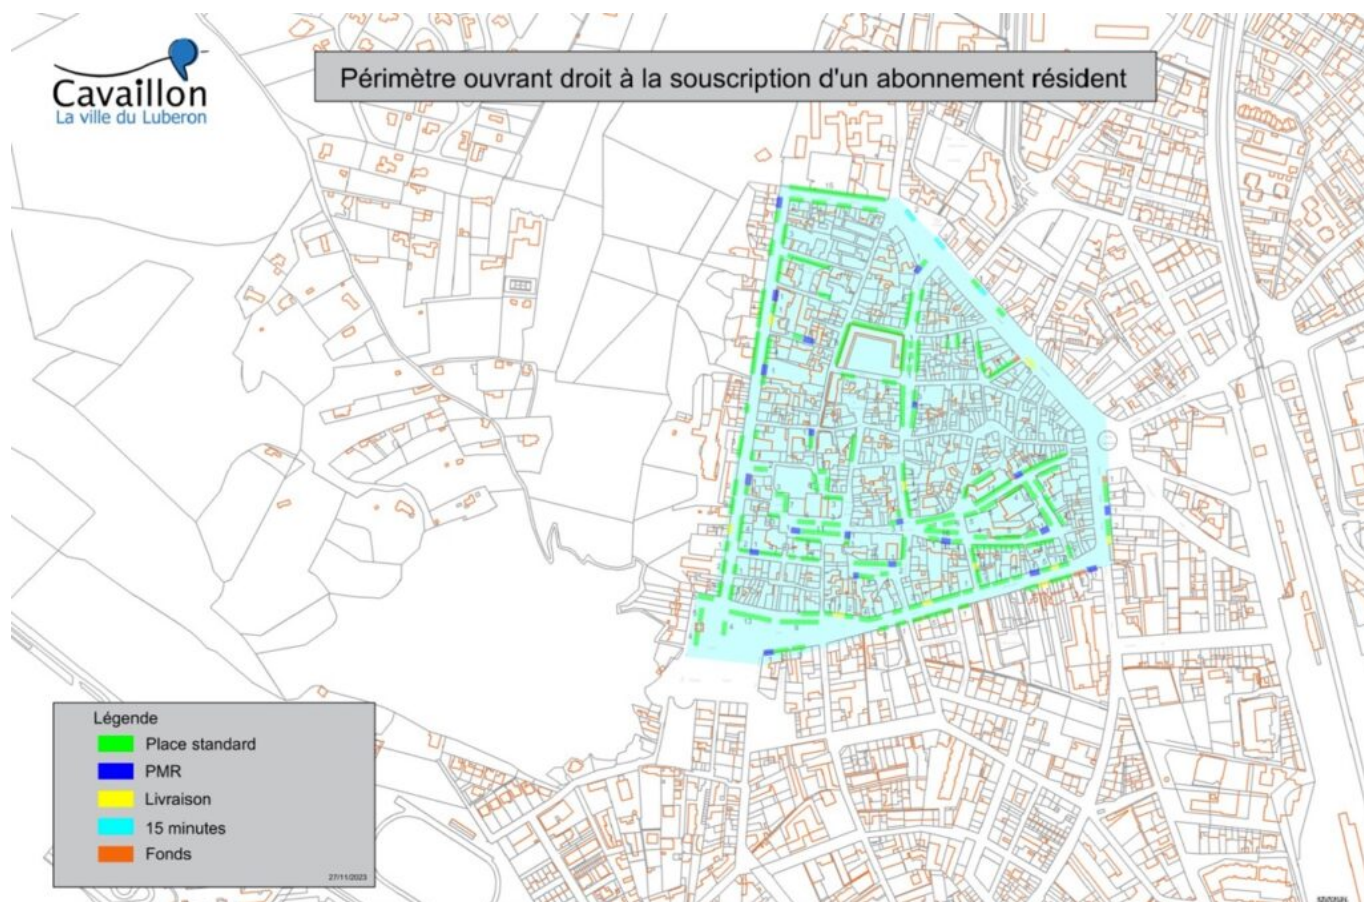 Cavaillon
La ville du Luberon
Périmètre ouvrant droit à la souscription d'un abonnement résident
Légende
Place standard
PMR
Livraison
15 minutes
Fonds
27/11/2023